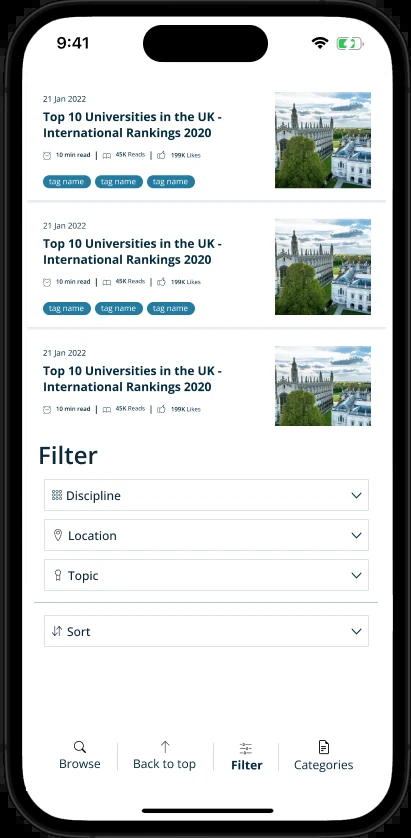 9:41
21 Jan 2022
Top 10 Universities in the UK -
International Rankings 2020
10 min read | 45K Reads | 199K Likes
tag name tag name tag name
21 Jan 2022
Top 10 Universities in the UK -
International Rankings 2020
10 min read | 45K Reads | 199K Likes
tag name tag name tag name
21 Jan 2022
Top 10 Universities in the UK -
International Rankings 2020
10 min read | 45K Reads | 199K Likes
Filter
Discipline
Location
Topic
Sort
Browse Back to top Filter Categories